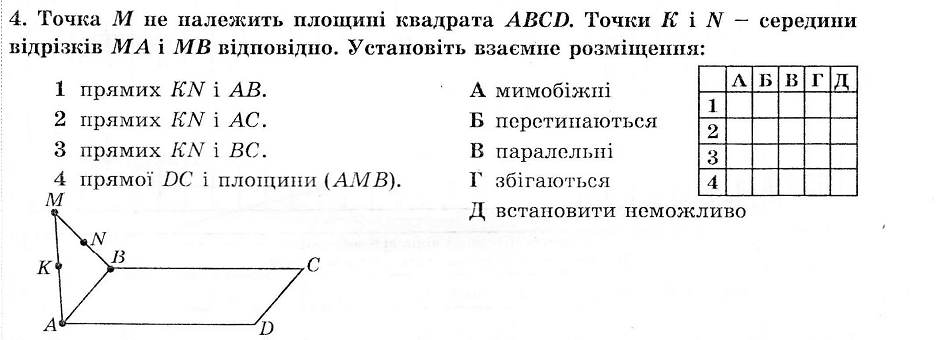 4. Точка M не належить площині квадрата ABCD. Точки K і N – середини
відрізків MA і MB відповідно. Установіть взаємне розміщення:
1 прямих KN і AB.
2 прямих KN і AC.
3 прямих KN і BC.
4 прямої DC і площини (AMB).
А мимобіжні
Б перетинаються
В паралельні
Г збігаються
Д встановити неможливо
А Б В Г Д
1
2
3
4
M
N
K
B
C
A
D